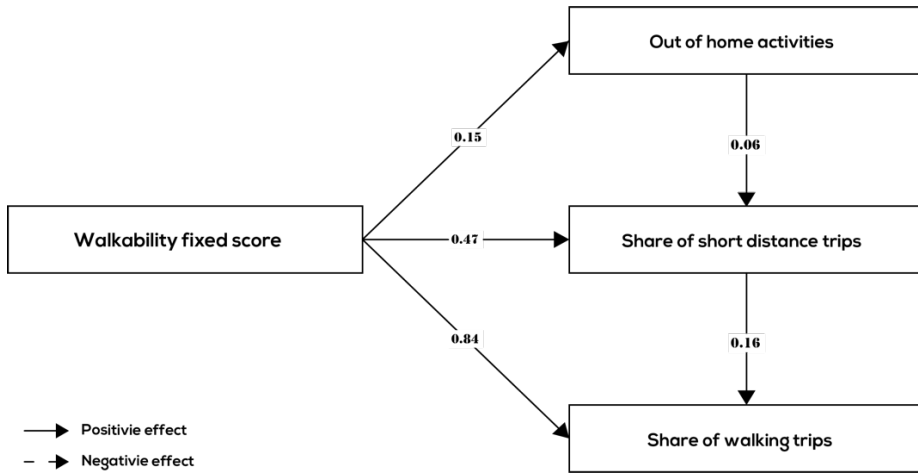 Out of home activities
0.15
0.06
Walkability fixed score
0.47
Share of short distance trips
0.84
0.16
Positivie effect
Share of walking trips
Negativie effect